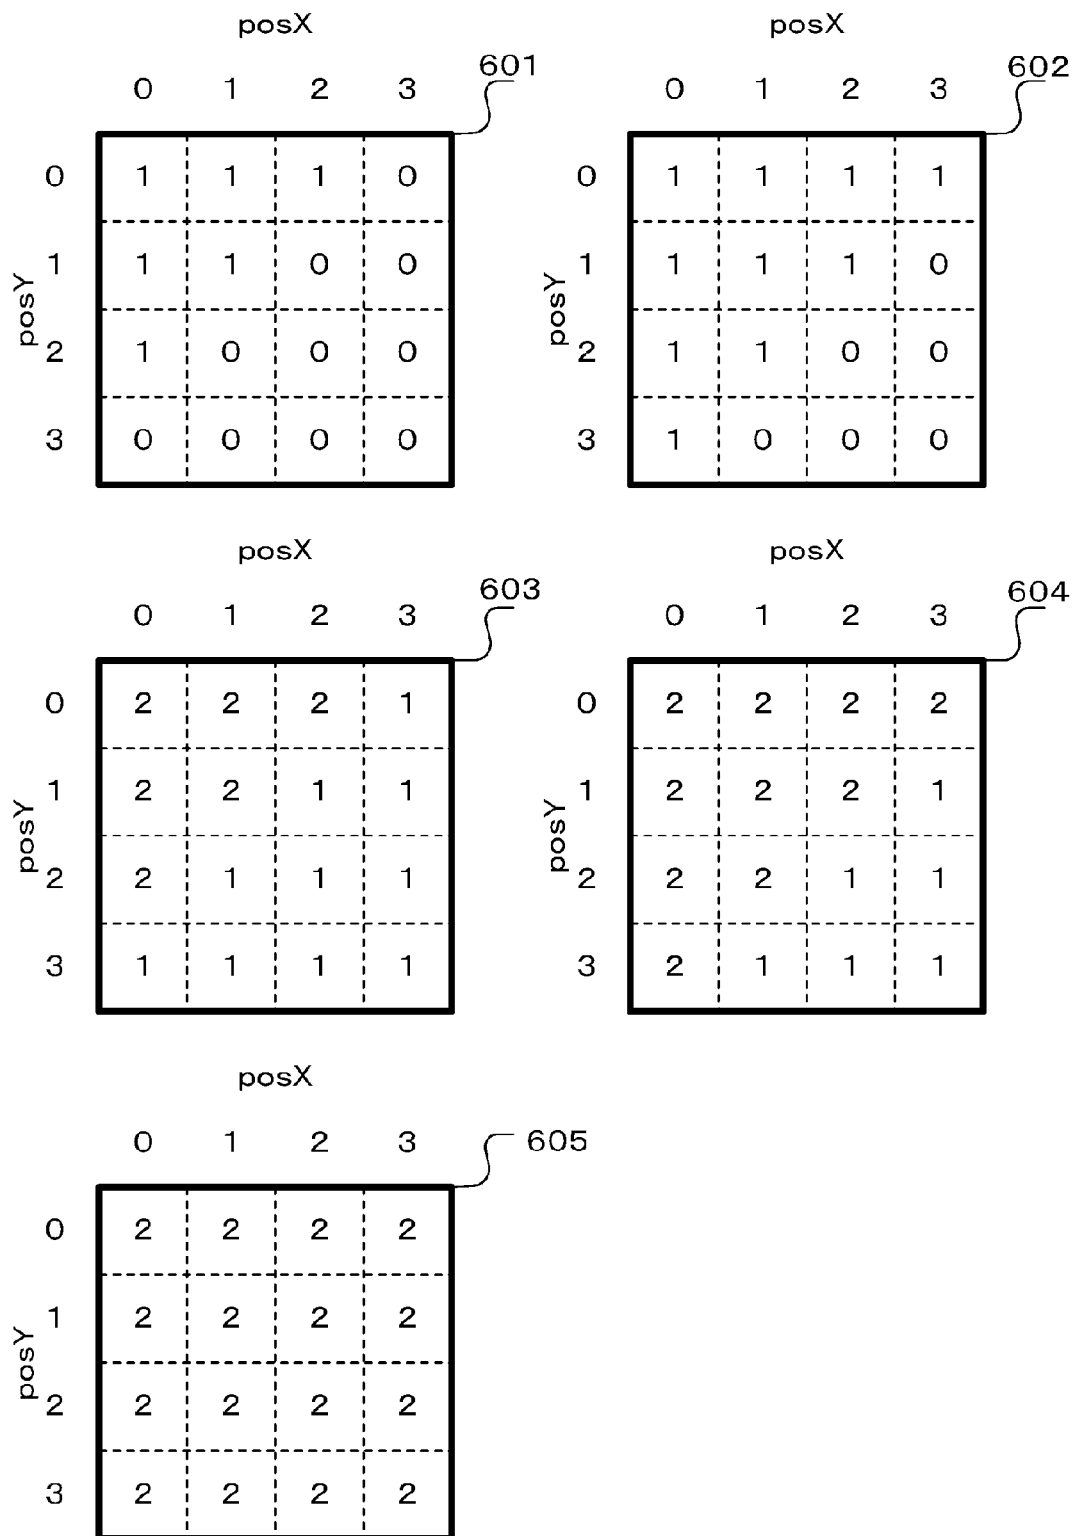 posX posX
601 602
0 1 2 3 0 1 2 3
0 1 1 1 0 0 1 1 1 1
1 1 1 0 0 1 1 1 1 0
posY posY
2 1 0 0 0 2 1 1 0 0
3 0 0 0 0 3 1 0 0 0
posX posX
603 604
0 1 2 3 0 1 2 3
0 2 2 2 1 0 2 2 2 2
1 2 2 1 1 1 2 2 2 1
posY posY
2 2 1 1 1 2 2 2 1 1
3 1 1 1 1 3 2 1 1 1
posX
0 1 2 3 605
0 2 2 2 2
1 2 2 2 2
posY
2 2 2 2 2
3 2 2 2 2